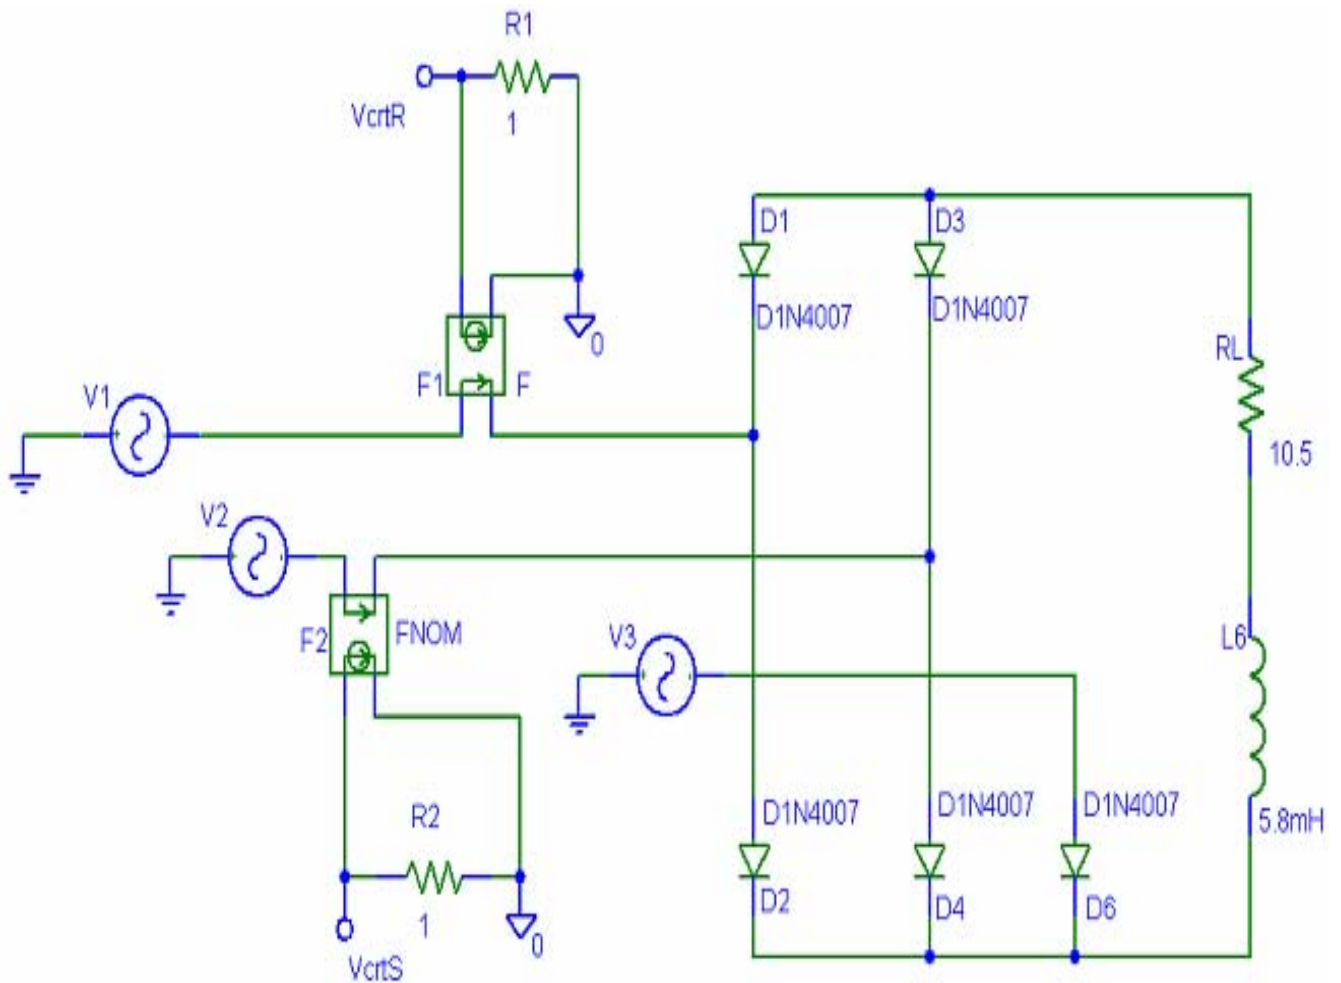 R1
VcrtR
1
D1
D3
D1N4007
D1N4007
0
RL
F1
F
V1
10.5
V2
F2
FNOM
V3
L6
R2
D1N4007
D1N4007
D1N4007
5.8mH
D2
D4
D6
1
0
VcrtS